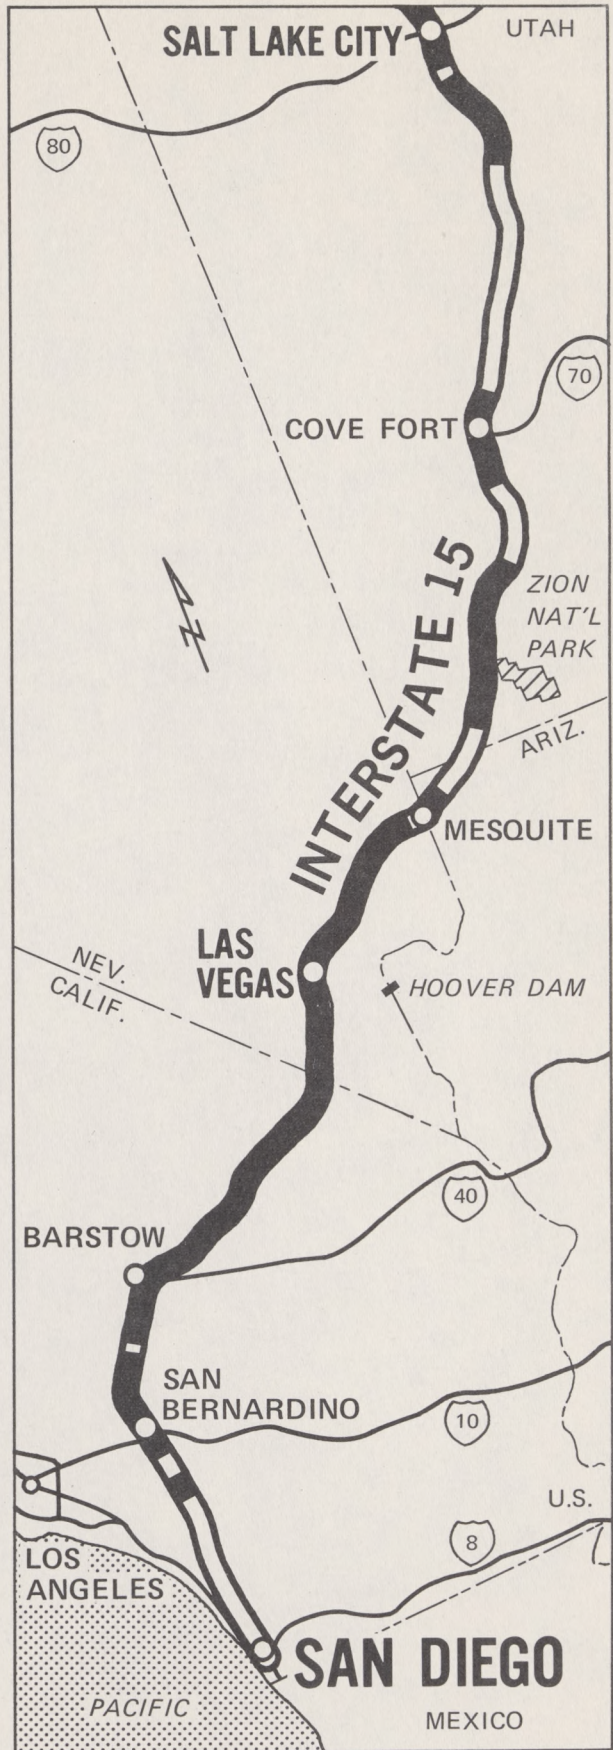 SALT LAKE CITY
UTAH
80
70
COVE FORT
INTERSTATE 15
ZION
NAT'L
PARK
ARIZ.
MESQUITE
LAS
VEGAS
NEV.
CALIF.
HOOVER DAM
40
BARSTOW
SAN
BERNARDINO
10
U.S.
8
LOS
ANGELES
SAN DIEGO
PACIFIC
MEXICO